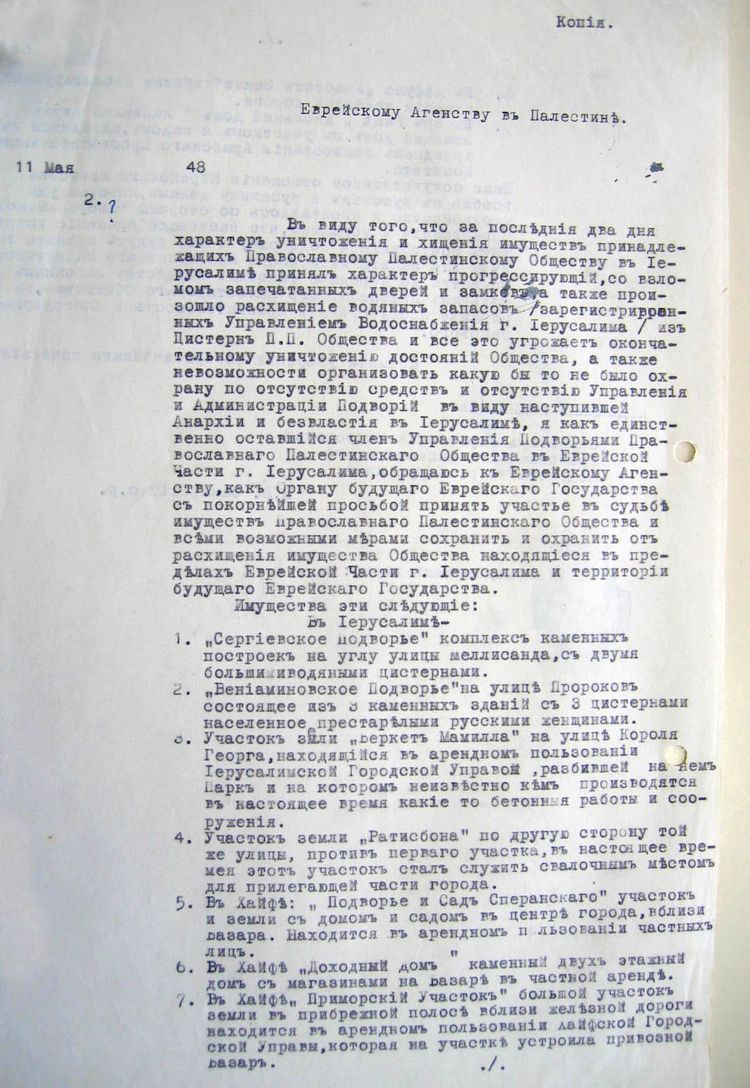 Копія.
Еврейскому Агенству въ Палестинѣ.
11 Мая 48
2. ?
Въ виду того,что за послѣднія два дня
характеръ уничтоженія и хищенія имуществъ принадле-
жащихъ Православному Палестинскому Обществу въ Іе-
русалимѣ принялъ характеръ прогрессирующій,со взло-
момъ запечатанныхъ дверей и замковъ,а также прои-
зошло расхищеніе водяныхъ запасовъ /зарегистрирован-
ныхъ Управленіемъ Водоснабженія г. Іерусалима / изъ
Цистернъ П.П. Общества и все это угрожаетъ оконча-
тельному уничтоженію достояній Общества, а также
невозможности организовать какую бы то не было ох-
рану по отсутствію средствъ и отсутствію Управленія
и Администраціи Подворій въ виду наступившей
Анархіи и безвластія въ Іерусалимѣ, я какъ единст-
венно оставшійся членъ Управленія Подворьями Пра-
вославнаго Палестинскаго Общества въ Еврейской
Части г. Іерусалима,обращаюсь къ Еврейскому Аген-
ству,какъ Органу будущаго Еврейскаго Государства
съ покорнѣйшей просьбой принять участье въ судьбѣ
имуществъ Православнаго Палестинскаго Общества и
всѣми возможными мѣрами сохранить и охранить отъ
расхищенія имущества Общества находящіеся въ пре-
дѣлахъ Еврейской Части г. Іерусалима и территоріи
будущаго Еврейскаго Государства.
Имущества эти слѣдующіе:
Въ Іерусалимѣ-
1. „Сергіевское Подворье" комплексъ каменныхъ
построекъ на углу улицы Меллисанда,съ двумя
большимиводяными цистернами.
2. „Веніаминовское Подворье"на улицѣ Пророковъ
состоящее изъ 3 каменныхъ зданій съ 3 цистернами
населенное престарѣлыми русскими женщинами.
3. Участокъ земли „Беркетъ Мамилла" на улицѣ Короля
Георга,находящійся въ арендномъ пользованіи
Іерусалимской Городской Управой ,разбившей на немъ
Паркъ и на которомъ неизвѣстно кѣмъ производятся
въ настоящее время какіе то бетонныя работы и соо-
руженія.
4. Участокъ земли „Ратисбона" по другую сторону той
же улицы, противъ перваго участка,въ настоящее вре-
мея этотъ участокъ сталъ служить свалочнымъ мѣстомъ
для прилегающей части города.
5. Въ Хайфѣ: „ Подворье и Садъ Сперанскаго" участокъ
и земли съ домомъ и садомъ въ центрѣ города,вблизи
Базара. Находится въ арендномъ п льзованіи частныхъ
лицъ.
6. Въ Хайфѣ „Доходный Домъ " каменный двухъ этажный
домъ съ магазинами на Базарѣ въ частной арендѣ.
7. Въ Хайфѣ„ Приморскій Участокъ" большой участокъ
земли въ прибрежной полосѣ вблизи желѣзной дороги
находится въ арендномъ пользованіи Хайфской Город-
ской Управы,которая на участкѣ устроила привозной
Базаръ. ./.